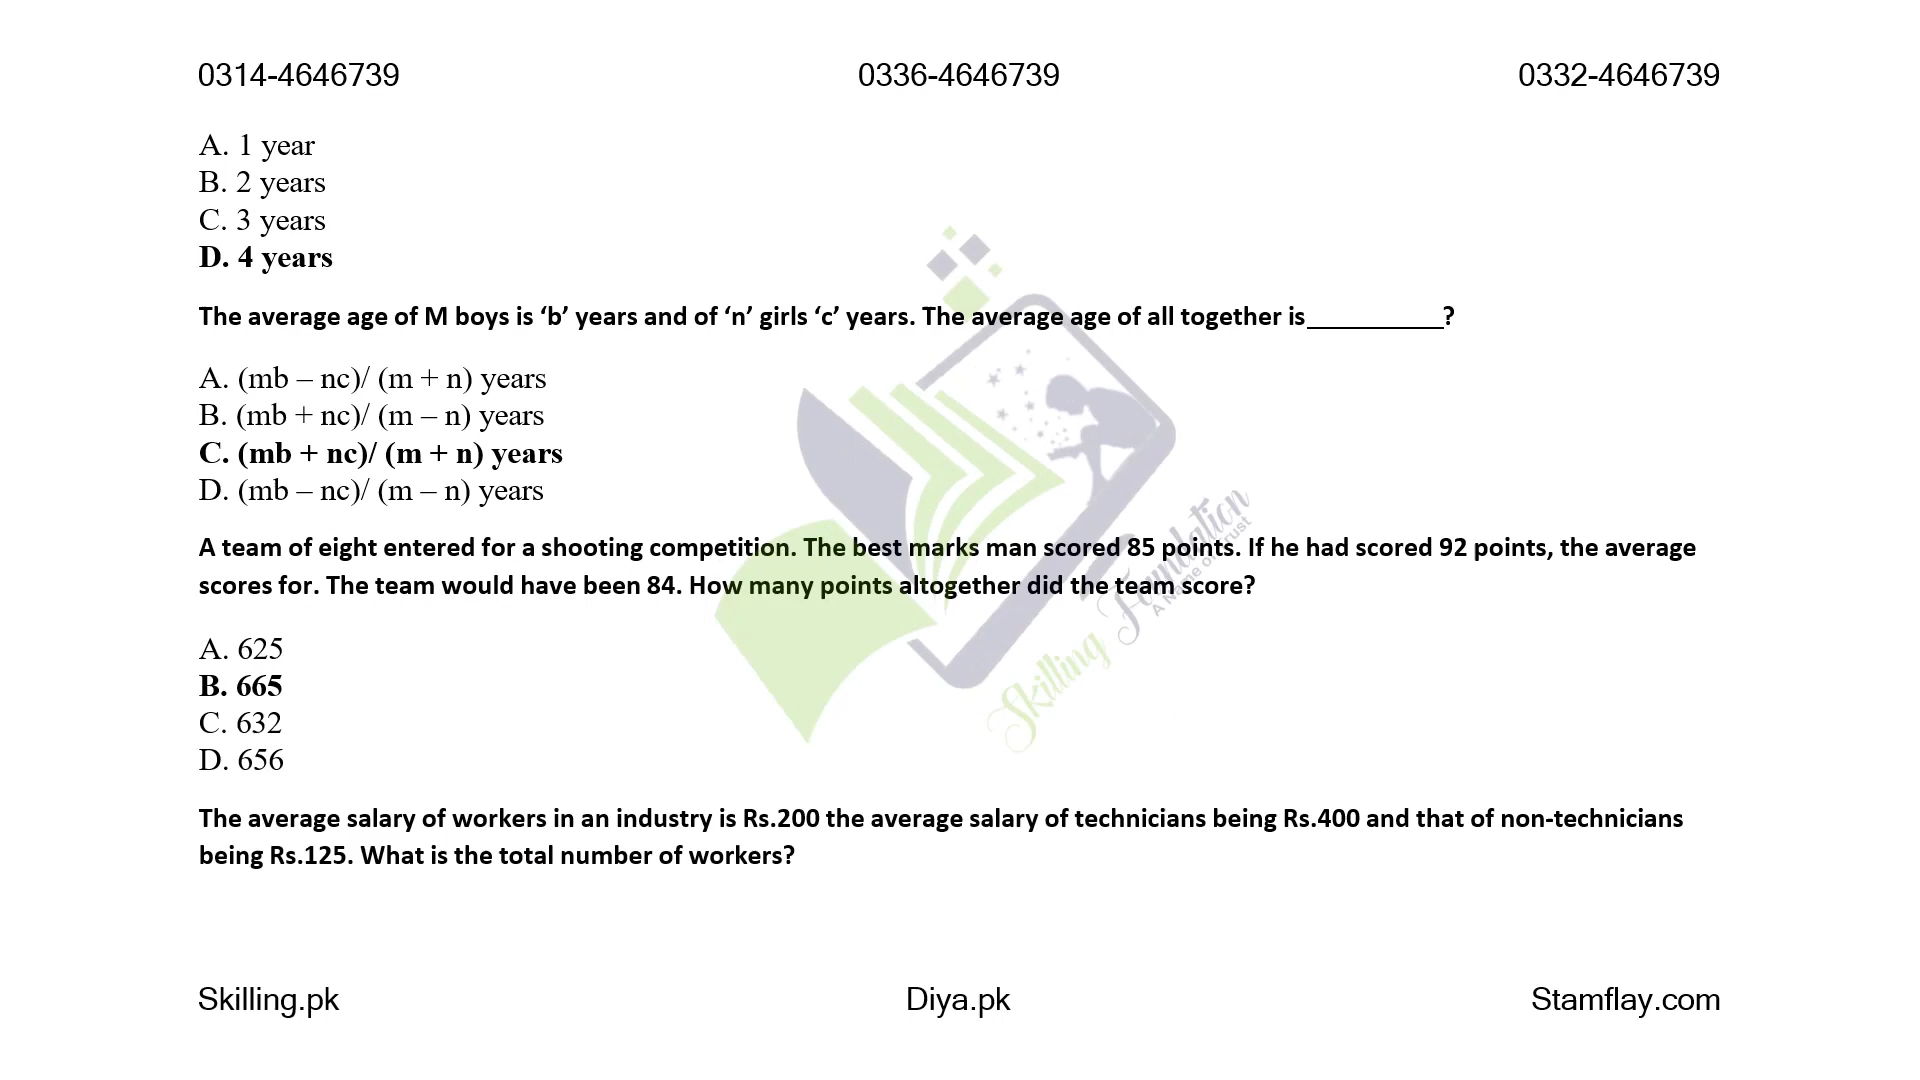 0314-4646739 0336-4646739 0332-4646739
A. 1 year
B. 2 years
C. 3 years
D. 4 years
The average age of M boys is ‘b’ years and of ‘n’ girls ‘c’ years. The average age of all together is__________?
A. (mb – nc)/ (m + n) years
B. (mb + nc)/ (m – n) years
C. (mb + nc)/ (m + n) years
D. (mb – nc)/ (m – n) years
A team of eight entered for a shooting competition. The best marks man scored 85 points. If he had scored 92 points, the average
scores for. The team would have been 84. How many points altogether did the team score?
A. 625
B. 665
C. 632
D. 656
Skilling Foundation
A Name of Trust
The average salary of workers in an industry is Rs.200 the average salary of technicians being Rs.400 and that of non-technicians
being Rs.125. What is the total number of workers?
Skilling.pk Diya.pk Stamflay.com